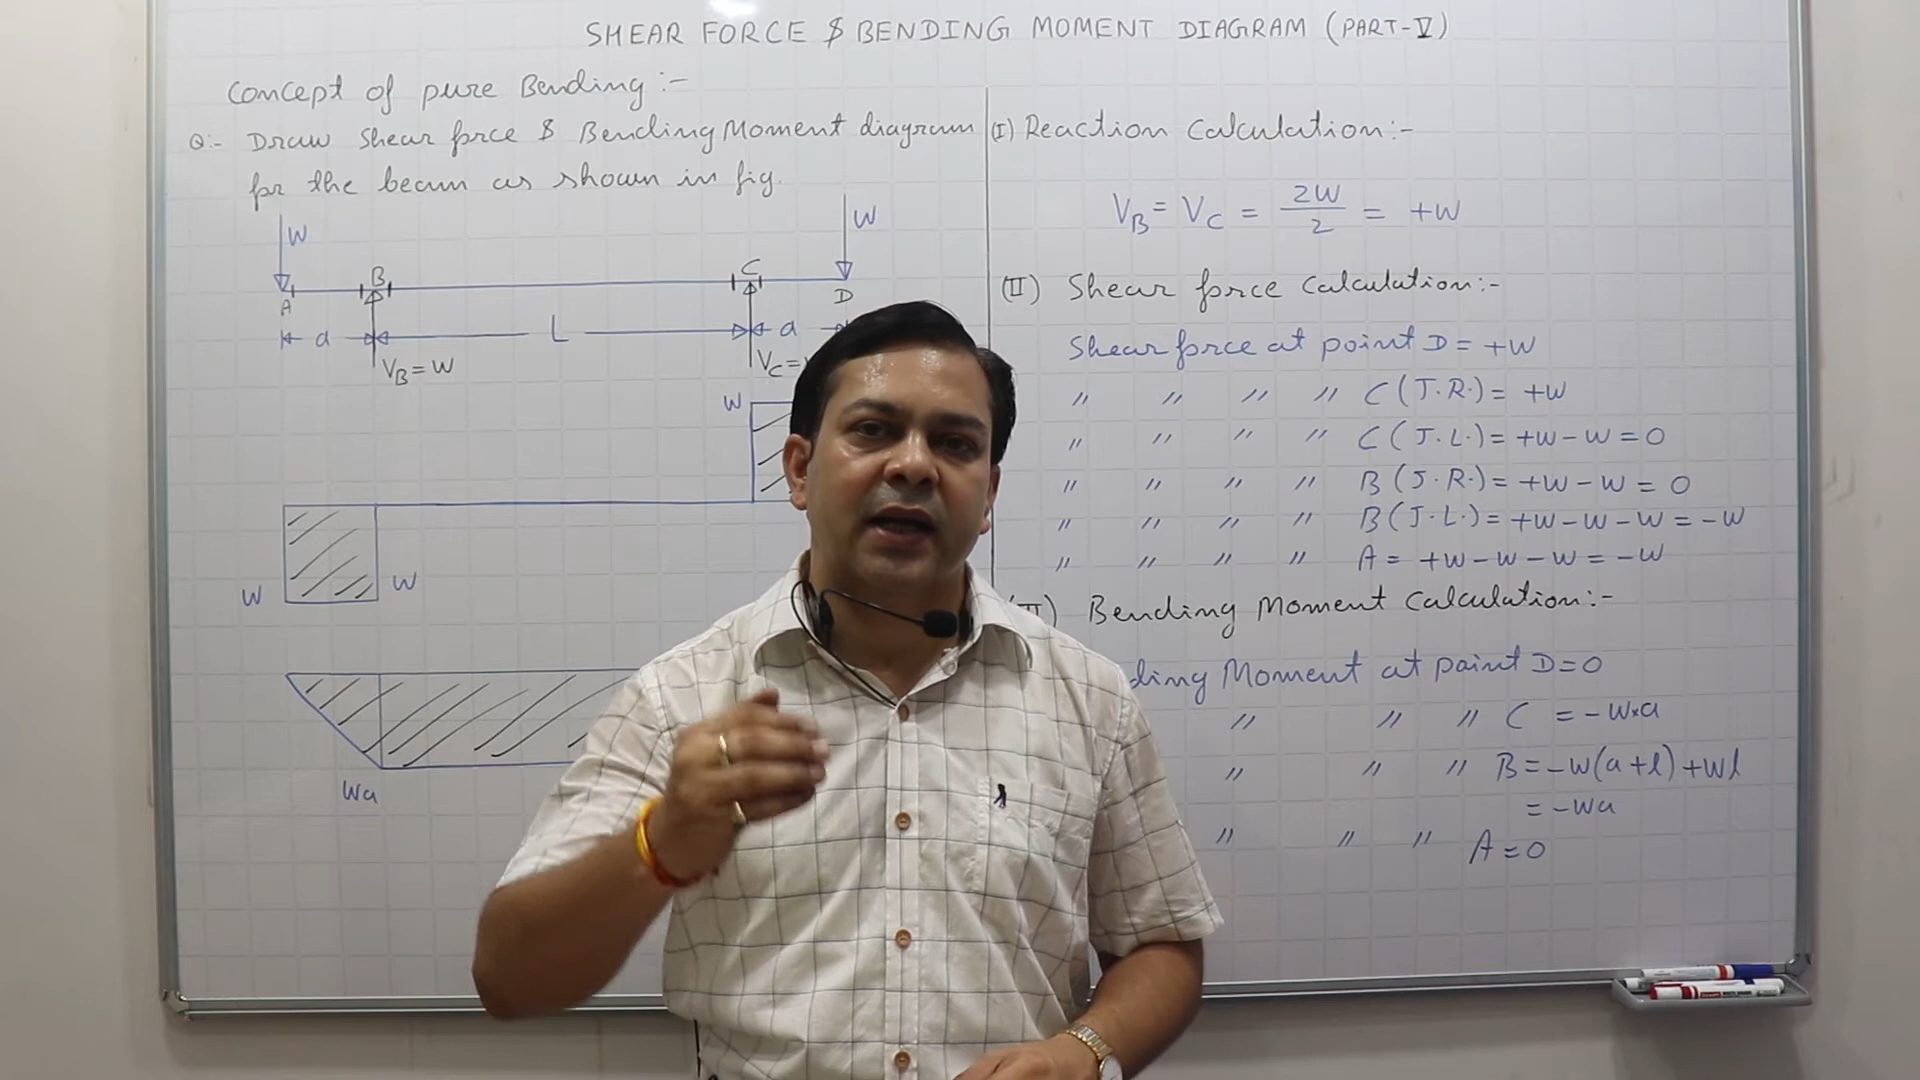 SHEAR FORCE & BENDING MOMENT DIAGRAM (PART-V)
Concept of pure Bending:-
Q:- Draw Shear force & Bending Moment diagram
for the beam as shown in fig.
W
W
A
B
C
D
a
L
a
V_B = W
V_C =
W
W
W
Wa
(I) Reaction Calculation:-
V_B = V_C = 2W/2 = +W
(II) Shear force Calculation:-
Shear force at point D = +W
" " " " C (J.R.) = +W
" " " " C (J.L.) = +W-W = 0
" " " " B (J.R.) = +W-W = 0
" " " " B (J.L.) = +W-W-W = -W
" " " " A = +W-W-W = -W
Bending Moment Calculation:-
ding Moment at point D = 0
" " " C = -W×a
" " " B = -W(a+l)+Wl
= -Wa
" " " A = 0